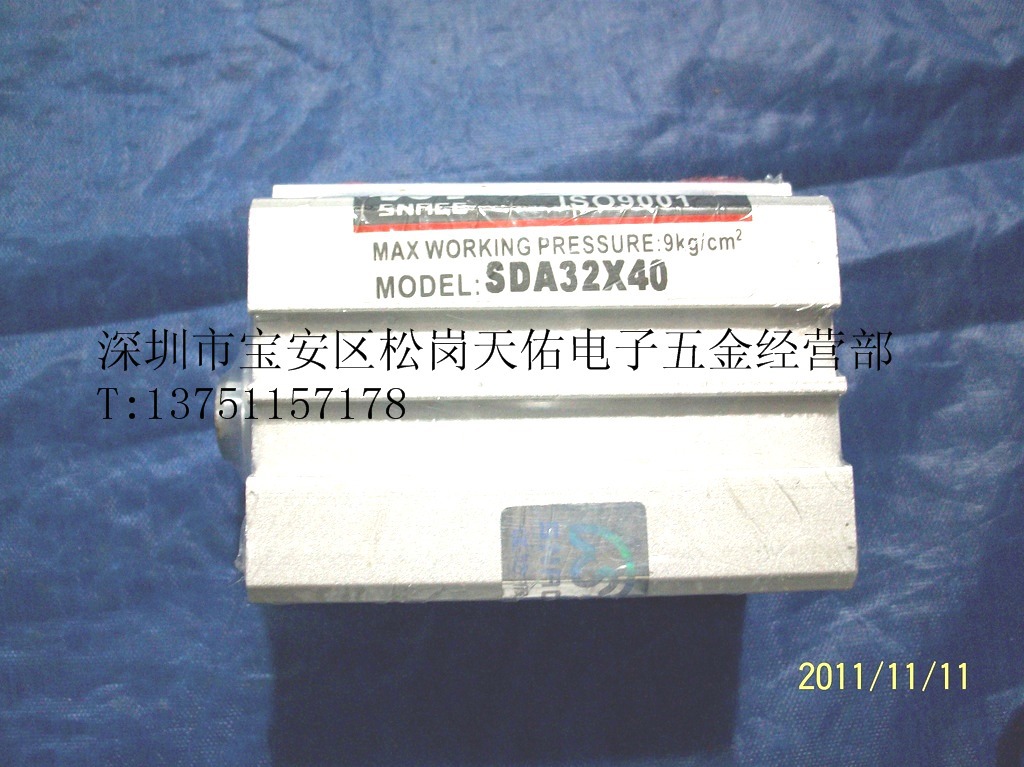 SNAGE ISO9001
MAX WORKING PRESSURE:9kg/cm²
MODEL:SDA32X40
深圳市宝安区松岗天佑电子五金经营部
T:13751157178
2011/11/11